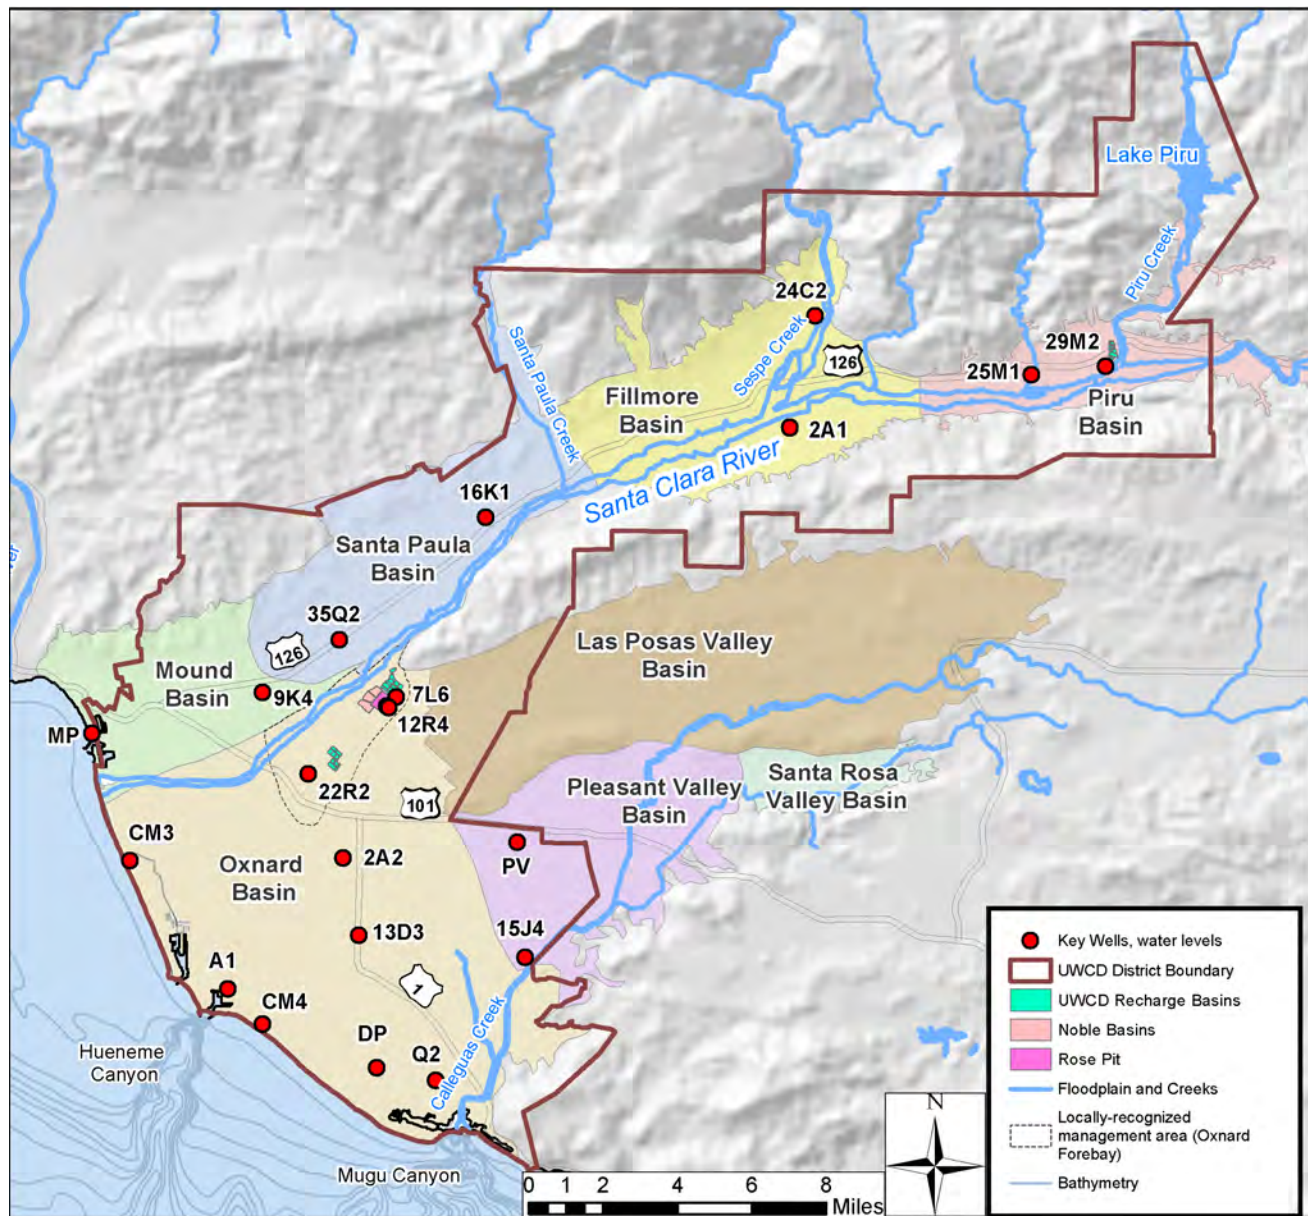 Lake Piru
Piru Creek
24C2
Sespe Creek
126
29M2
25M1
Piru
Basin
Fillmore
Basin
2A1
Santa Paula Creek
Santa Clara River
16K1
Santa Paula
Basin
35Q2
126
Mound
Basin
9K4
7L6
12R4
MP
Las Posas Valley
Basin
22R2
101
Pleasant Valley
Basin
Santa Rosa
Valley Basin
CM3
2A2
PV
Oxnard
Basin
13D3
15J4
A1
1
CM4
DP
Q2
Calleguas Creek
Hueneme
Canyon
Mugu Canyon
N
0 1 2 4 6 8
Miles
Key Wells, water levels
UWCD District Boundary
UWCD Recharge Basins
Noble Basins
Rose Pit
Floodplain and Creeks
Locally-recognized
management area (Oxnard
Forebay)
Bathymetry